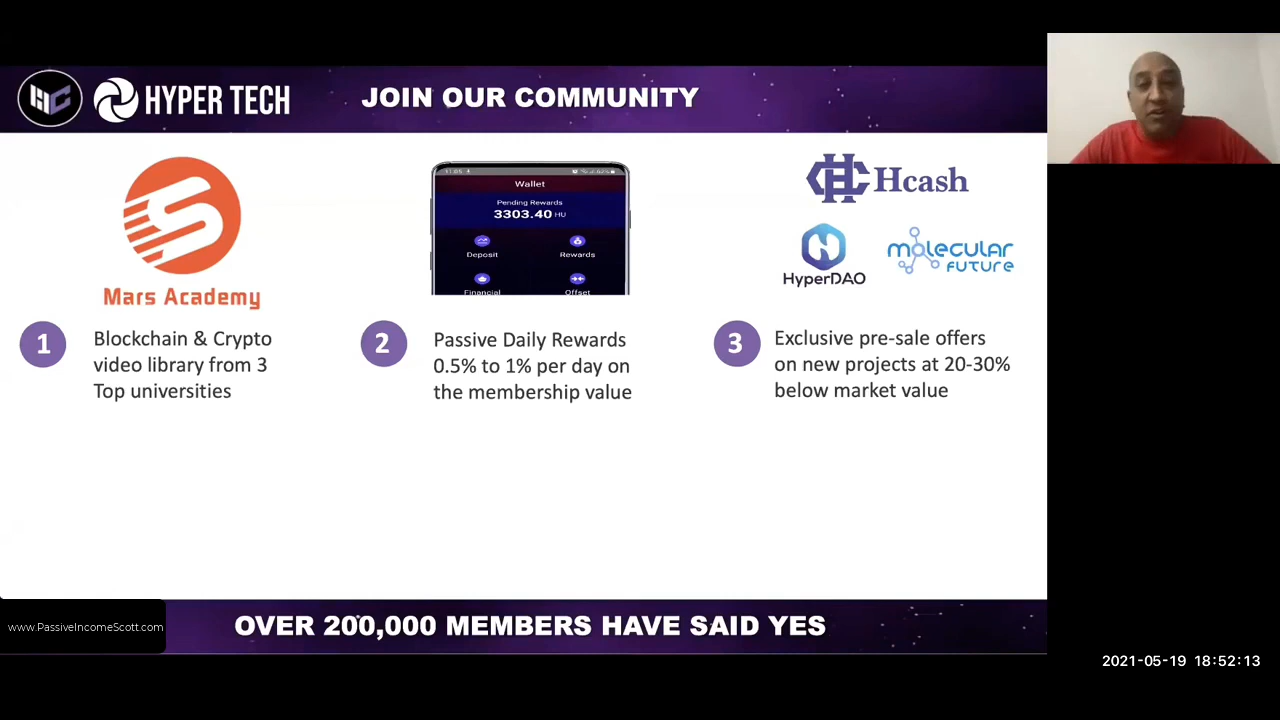 HYPER TECH
JOIN OUR COMMUNITY
Mars Academy
1
Blockchain & Crypto
video library from 3
Top universities
11:05
Wallet
Pending Rewards
3303.40 HU
Deposit
Rewards
Financial
Offset
2
Passive Daily Rewards
0.5% to 1% per day on
the membership value
Hcash
HyperDAO
mOLECULAR
FUTURE
3
Exclusive pre-sale offers
on new projects at 20-30%
below market value
www.PassiveIncomeScott.com
OVER 200,000 MEMBERS HAVE SAID YES
2021-05-19 18:52:13